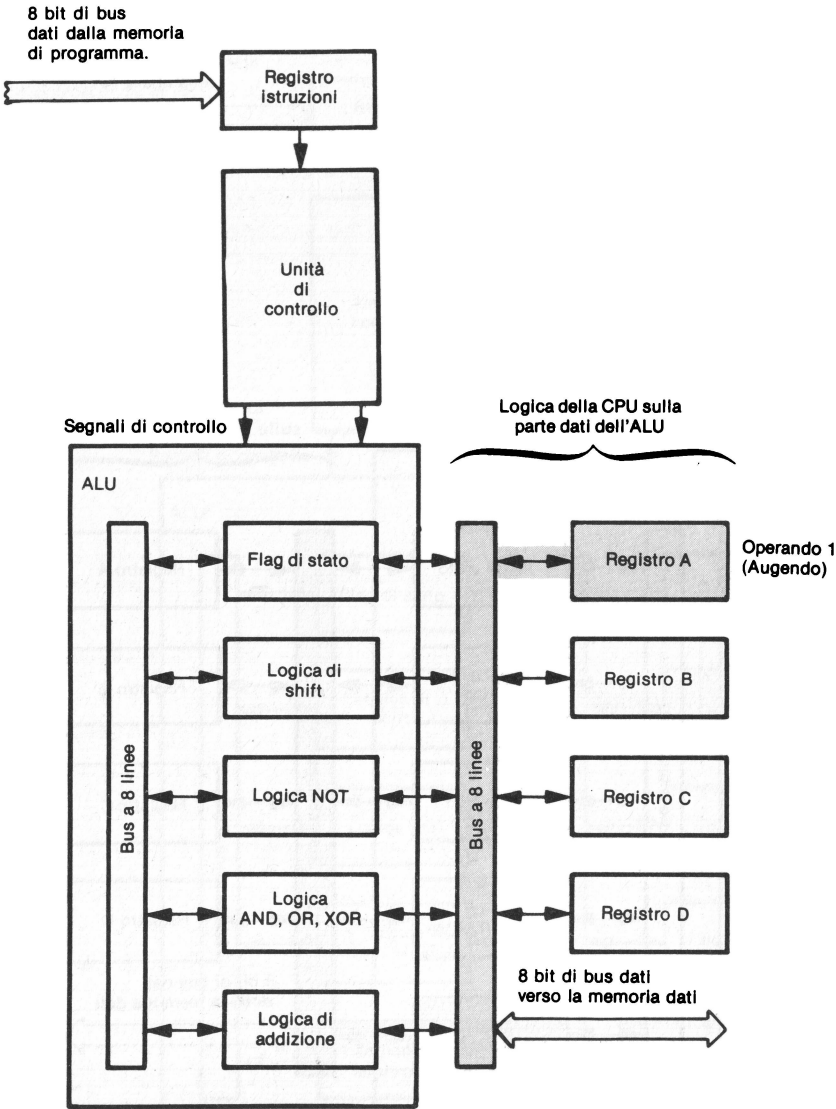 8 bit di bus
dati dalla memoria
di programma.
Registro
istruzioni
Unità
di
controllo
Segnali di controllo
Logica della CPU sulla
parte dati dell'ALU
ALU
Bus a 8 linee
Flag di stato
Logica di
shift
Logica NOT
Logica
AND, OR, XOR
Logica di
addizione
Bus a 8 linee
Registro A
Operando 1
(Augendo)
Registro B
Registro C
Registro D
8 bit di bus dati
verso la memoria dati